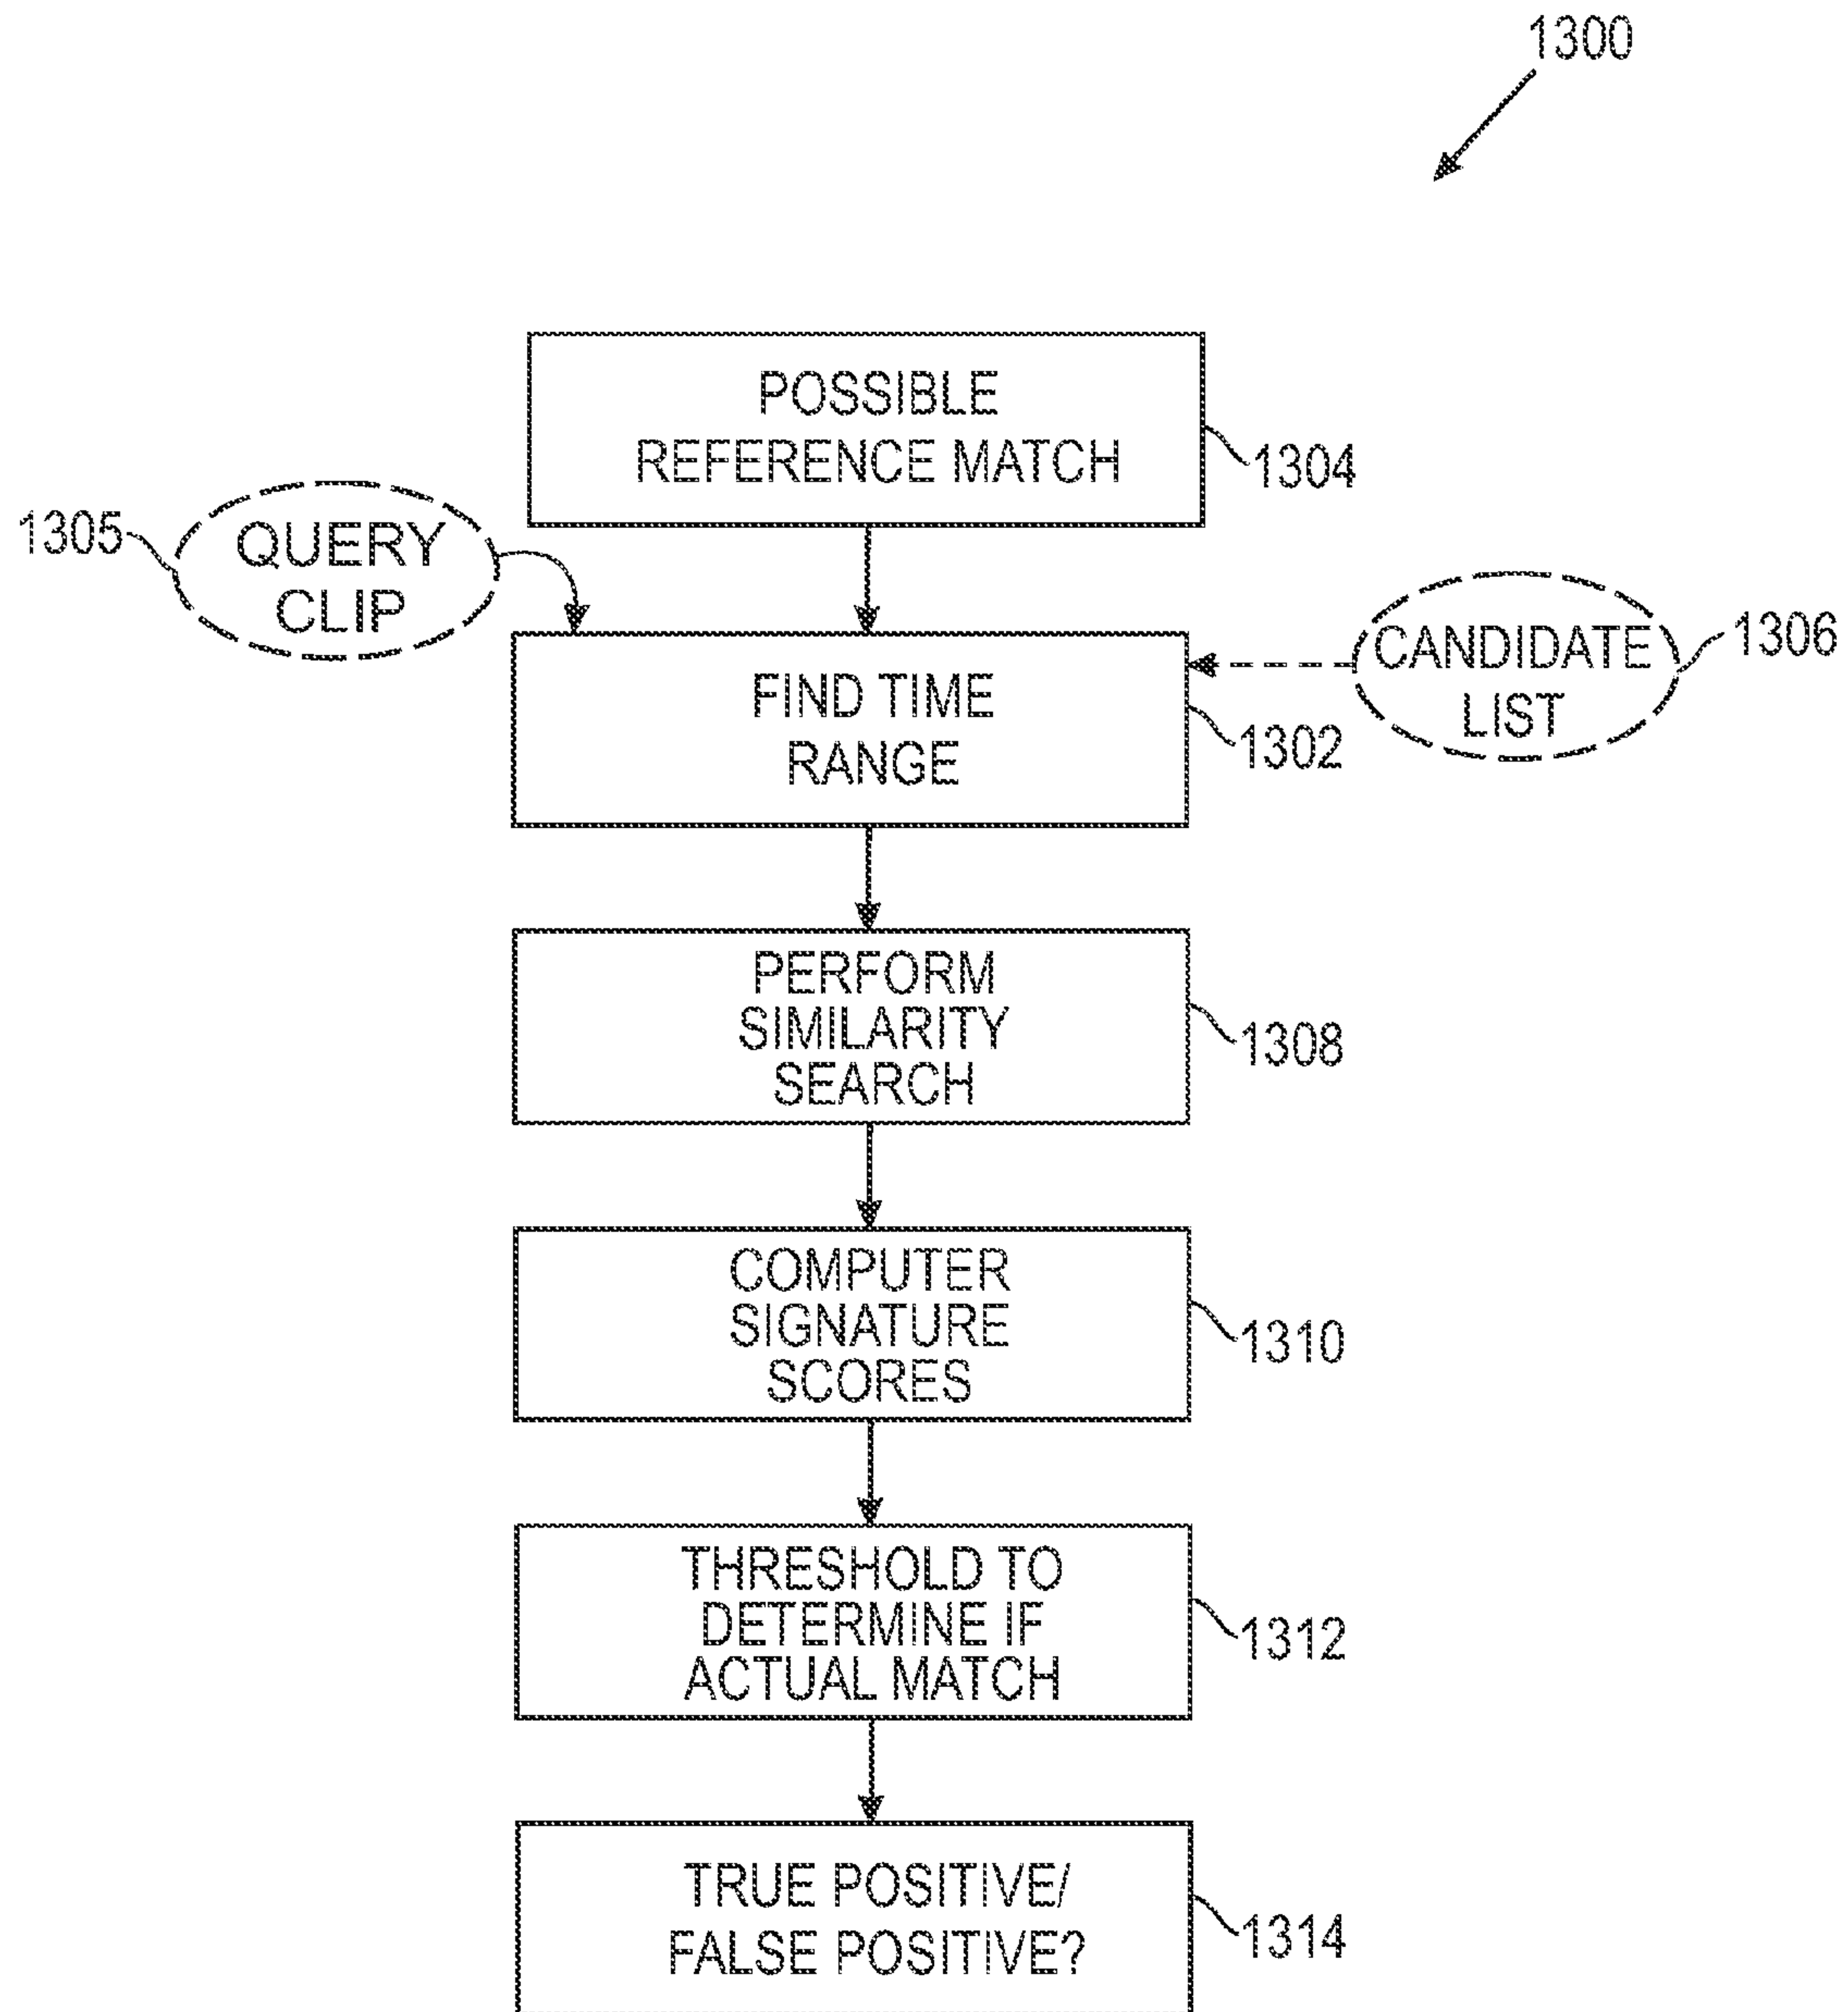 1300
POSSIBLE
REFERENCE MATCH
1304
1305
QUERY
CLIP
CANDIDATE
LIST
1306
FIND TIME
RANGE
1302
PERFORM
SIMILARITY
SEARCH
1308
COMPUTER
SIGNATURE
SCORES
1310
THRESHOLD TO
DETERMINE IF
ACTUAL MATCH
1312
TRUE POSITIVE/
FALSE POSITIVE?
1314